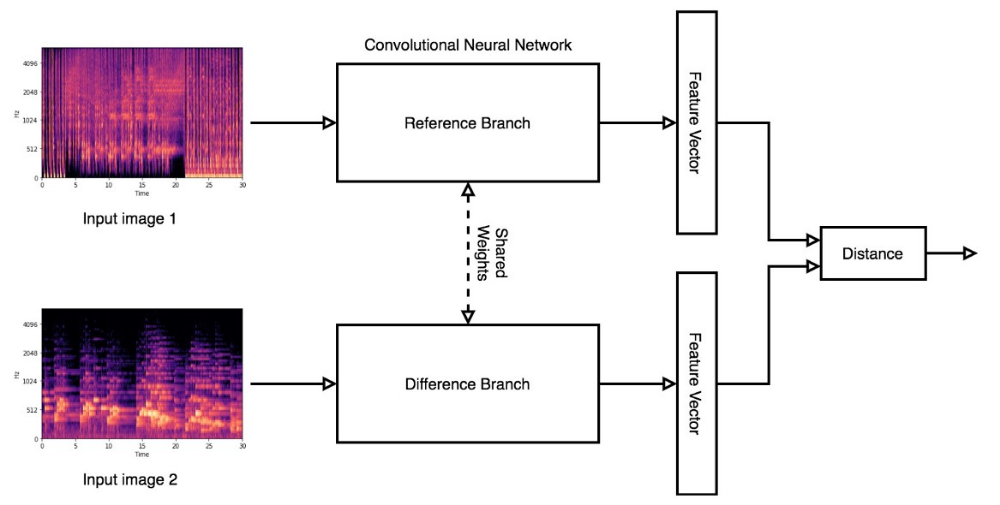 Convolutional Neural Network
4096
2048
1024
512
0
Hz
0 5 10 15 20 25 30
Time
Input image 1
Reference Branch
Feature Vector
Shared
Weights
Distance
4096
2048
1024
512
0
Hz
0 5 10 15 20 25 30
Time
Input image 2
Difference Branch
Feature Vector